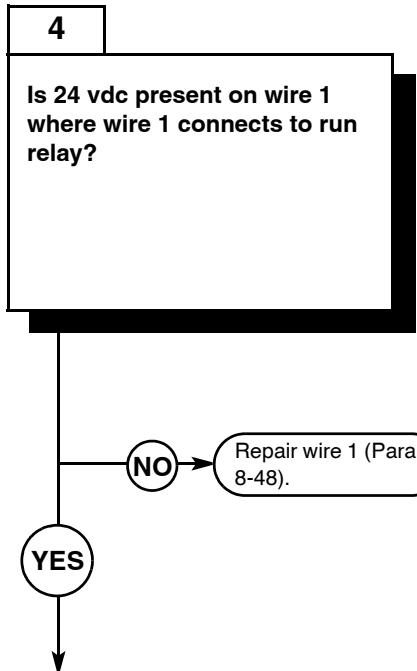 4
Is 24 vdc present on wire 1
where wire 1 connects to run
relay?
NO
Repair wire 1 (Para
8-48).
YES